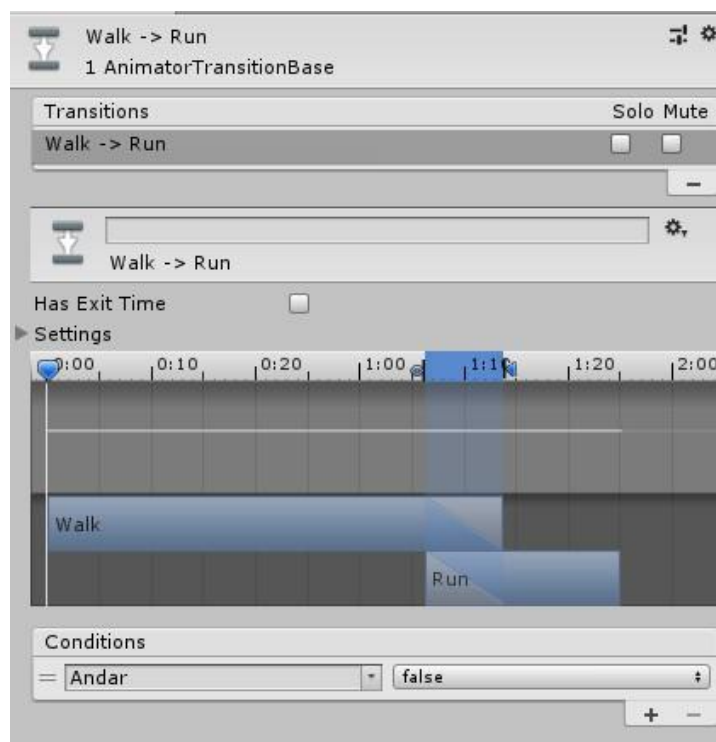 Walk -> Run
1 AnimatorTransitionBase
Transitions Solo Mute
Walk -> Run
Walk -> Run
Has Exit Time
Settings
0:00 0:10 0:20 1:00 1:10 1:20 2:00
Walk
Run
Conditions
Andar false